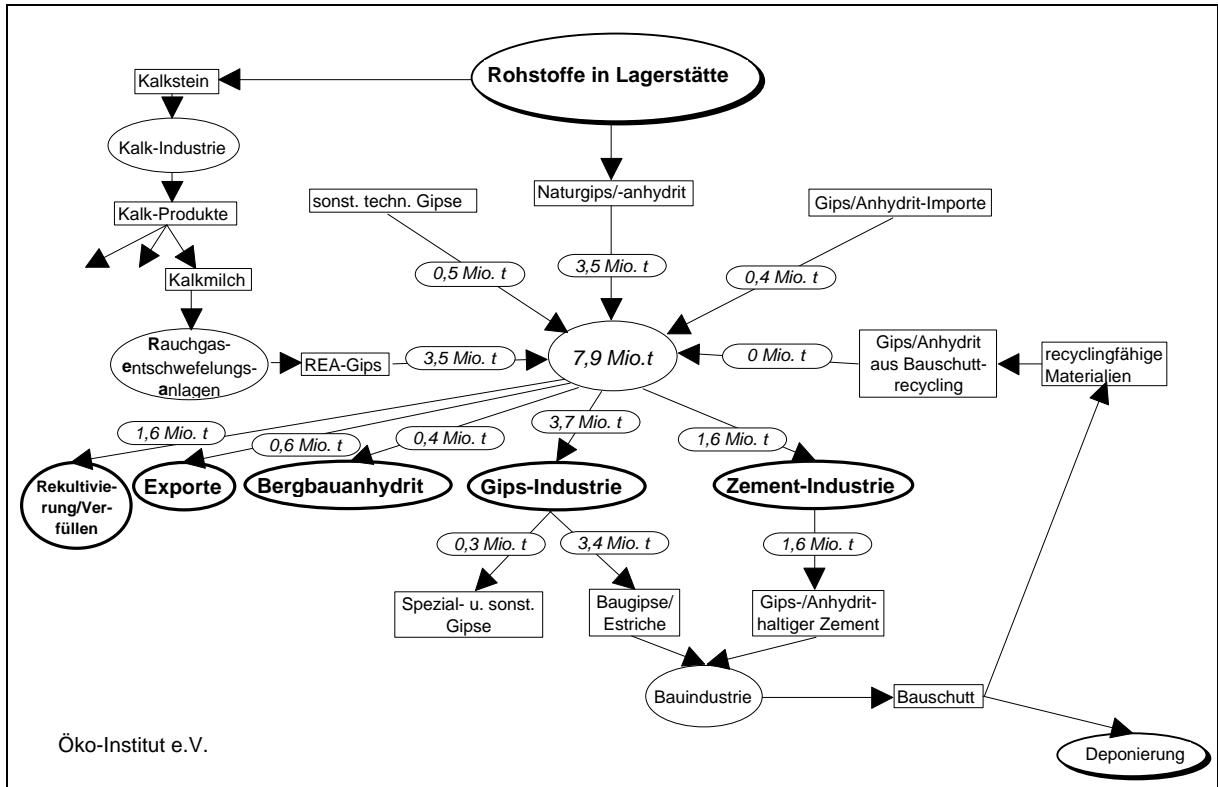 Rohstoffe in Lagerstätte
Kalkstein
Kalk-Industrie
Naturgips/-anhydrit
sonst. techn. Gipse
Gips/Anhydrit-Importe
Kalk-Produkte
0,5 Mio. t
3,5 Mio. t
0,4 Mio. t
Kalkmilch
Rauchgas-
entschwefelungs-
anlagen
REA-Gips
3,5 Mio. t
7,9 Mio.t
0 Mio. t
Gips/Anhydrit
aus Bauschutt-
recycling
recyclingfähige
Materialien
1,6 Mio. t
0,6 Mio. t
0,4 Mio. t
3,7 Mio. t
1,6 Mio. t
Rekultivie-
rung/Ver-
füllen
Exporte
Bergbauanhydrit
Gips-Industrie
Zement-Industrie
0,3 Mio. t
3,4 Mio. t
1,6 Mio. t
Spezial- u. sonst.
Gipse
Baugipse/
Estriche
Gips-/Anhydrit-
haltiger Zement
Bauindustrie
Bauschutt
Deponierung
Öko-Institut e.V.